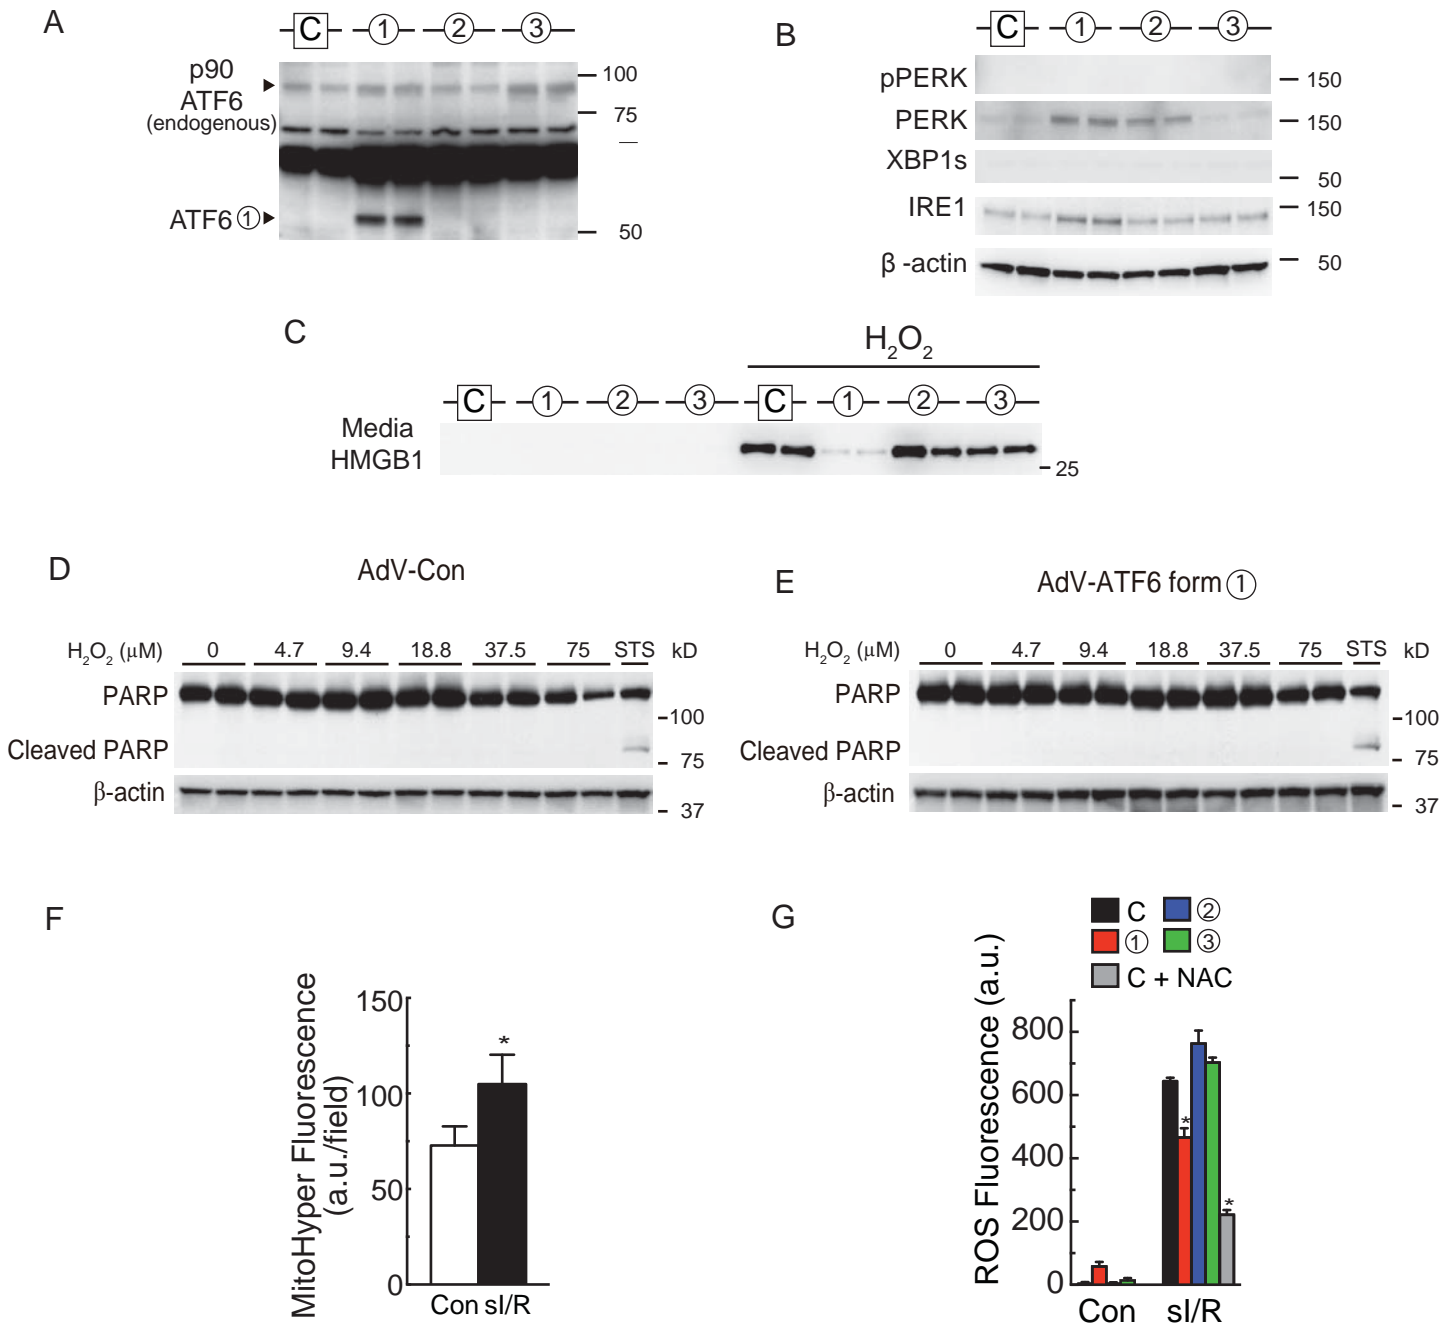 A
C ① ② ③
p90
ATF6
(endogenous)
100
75
ATF6 ①
50
B
C ① ② ③
pPERK
150
PERK
150
XBP1s
50
IRE1
150
β -actin
50
C
H₂O₂
C ① ② ③ C ① ② ③
Media
HMGB1
25
D
AdV-Con
H₂O₂ (μM) 0 4.7 9.4 18.8 37.5 75 STS kD
PARP
100
Cleaved PARP
75
β-actin
37
E
AdV-ATF6 form ①
H₂O₂ (μM) 0 4.7 9.4 18.8 37.5 75 STS kD
PARP
100
Cleaved PARP
75
β-actin
37
F
MitoHyper Fluorescence
(a.u./field)
150
100
50
0
*
Con sI/R
G
C ②
① ③
C + NAC
ROS Fluorescence (a.u.)
800
600
400
200
0
*
*
Con sI/R